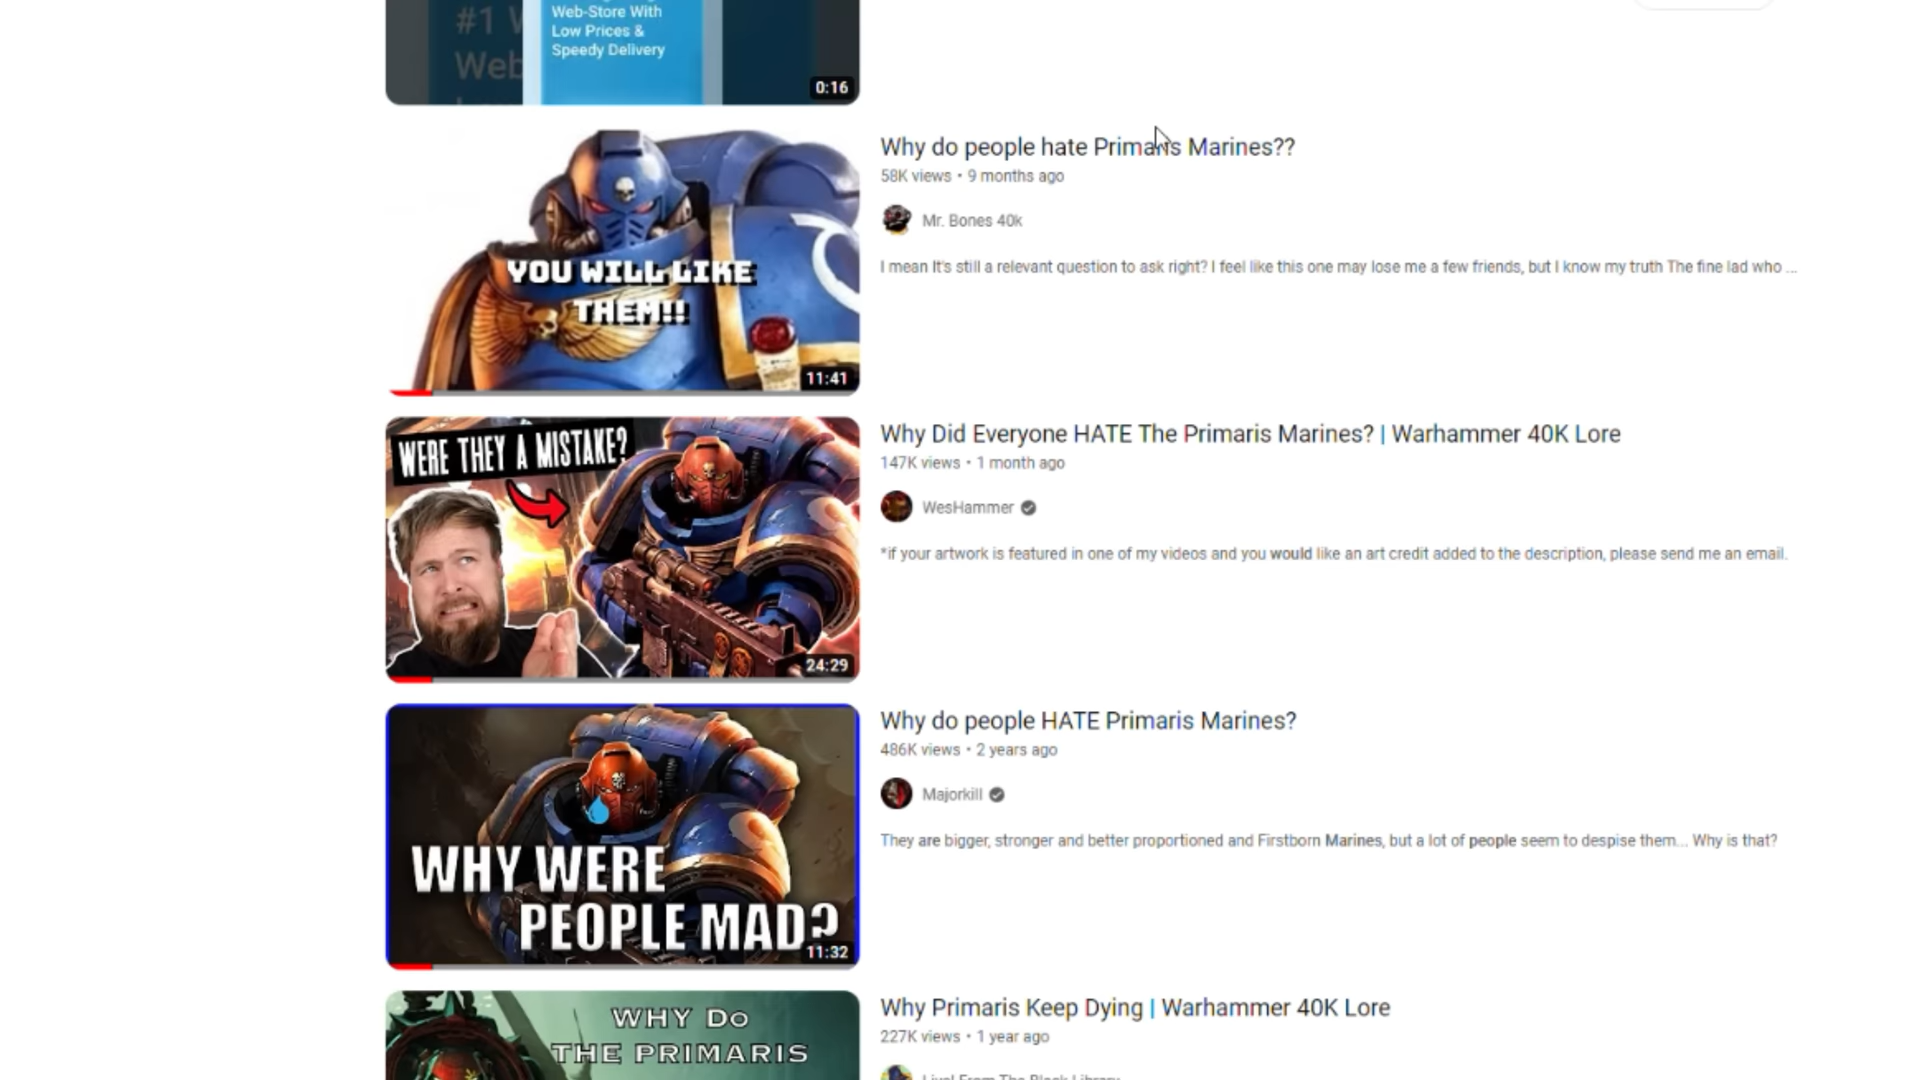 #1
Web-Store With
Low Prices &
Speedy Delivery
Web
0:16
YOU WILL LIKE
THEM!!
11:41
Why do people hate Primaris Marines??
58K views • 9 months ago
Mr. Bones 40k
I mean It's still a relevant question to ask right? I feel like this one may lose me a few friends, but I know my truth The fine lad who ...
WERE THEY A MISTAKE?
24:29
Why Did Everyone HATE The Primaris Marines? | Warhammer 40K Lore
147K views • 1 month ago
WesHammer
*if your artwork is featured in one of my videos and you would like an art credit added to the description, please send me an email.
WHY WERE
PEOPLE MAD?
11:32
Why do people HATE Primaris Marines?
486K views • 2 years ago
Majorkill
They are bigger, stronger and better proportioned and Firstborn Marines, but a lot of people seem to despise them... Why is that?
WHY Do
THE PRIMARIS
Why Primaris Keep Dying | Warhammer 40K Lore
227K views • 1 year ago